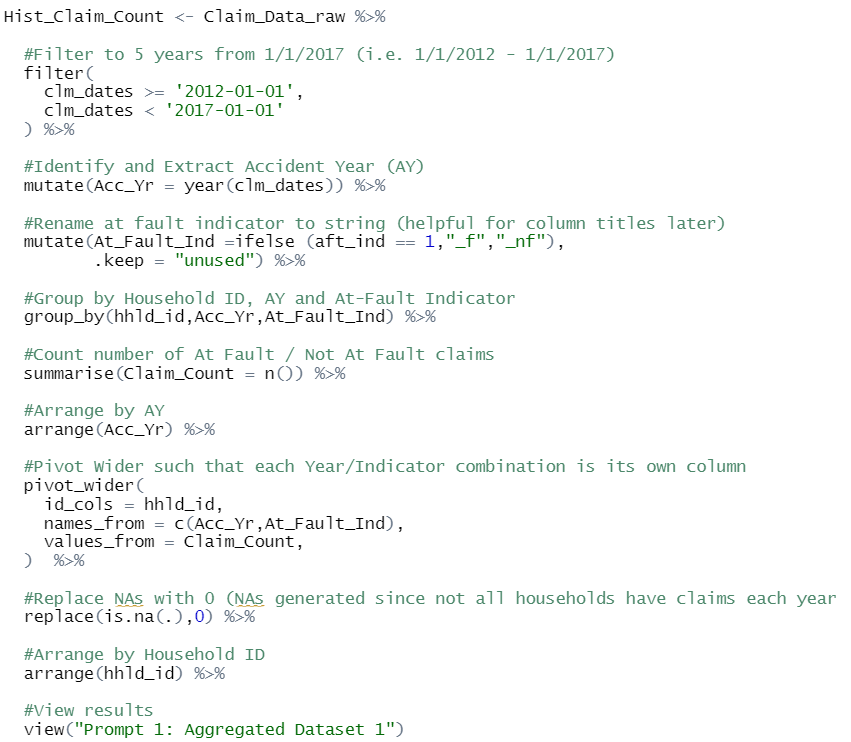 Hist_Claim_Count <- Claim_Data_raw %>%
#Filter to 5 years from 1/1/2017 (i.e. 1/1/2012 - 1/1/2017)
filter(
clm_dates >= '2012-01-01',
clm_dates < '2017-01-01'
) %>%
#Identify and Extract Accident Year (AY)
mutate(Acc_Yr = year(clm_dates)) %>%
#Rename at fault indicator to string (helpful for column titles later)
mutate(At_Fault_Ind =ifelse (aft_ind == 1,"_f","_nf"),
.keep = "unused") %>%
#Group by Household ID, AY and At-Fault Indicator
group_by(hhld_id,Acc_Yr,At_Fault_Ind) %>%
#Count number of At Fault / Not At Fault claims
summarise(Claim_Count = n()) %>%
#Arrange by AY
arrange(Acc_Yr) %>%
#Pivot Wider such that each Year/Indicator combination is its own column
pivot_wider(
id_cols = hhld_id,
names_from = c(Acc_Yr,At_Fault_Ind),
values_from = Claim_Count,
)  %>%
#Replace NAs with 0 (NAs generated since not all households have claims each year
replace(is.na(.),0) %>%
#Arrange by Household ID
arrange(hhld_id) %>%
#View results
view("Prompt 1: Aggregated Dataset 1")